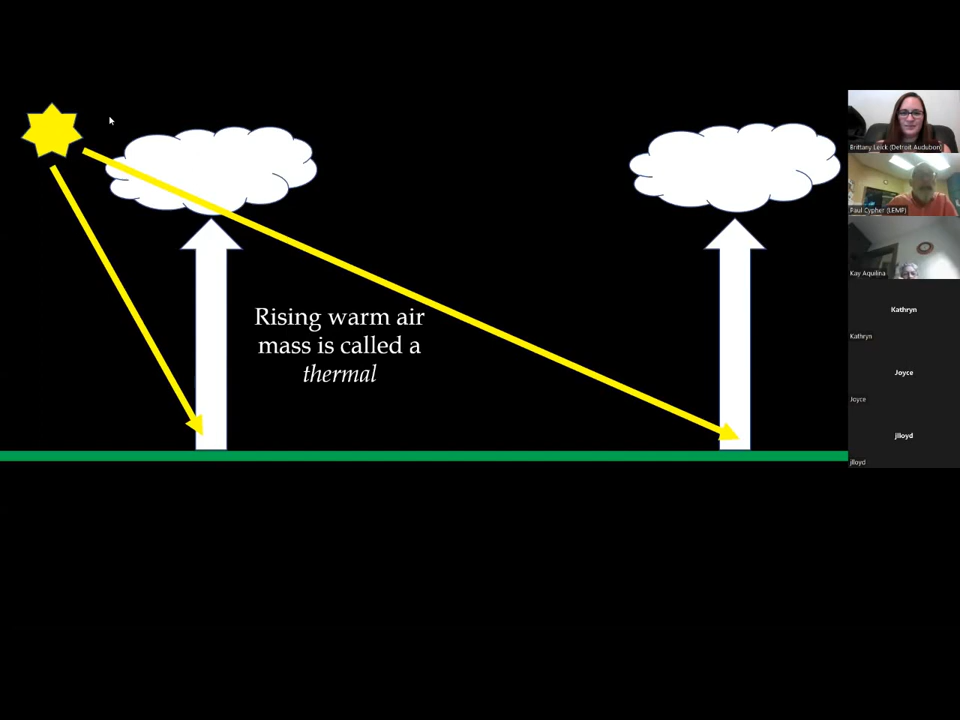 Rising warm air
mass is called a
thermal
Brittany Leick (Detroit Audubon)
Paul Cypher (LEMP)
Kay Aquilina
Kathryn
Kathryn
Joyce
Joyce
jlloyd
jlloyd